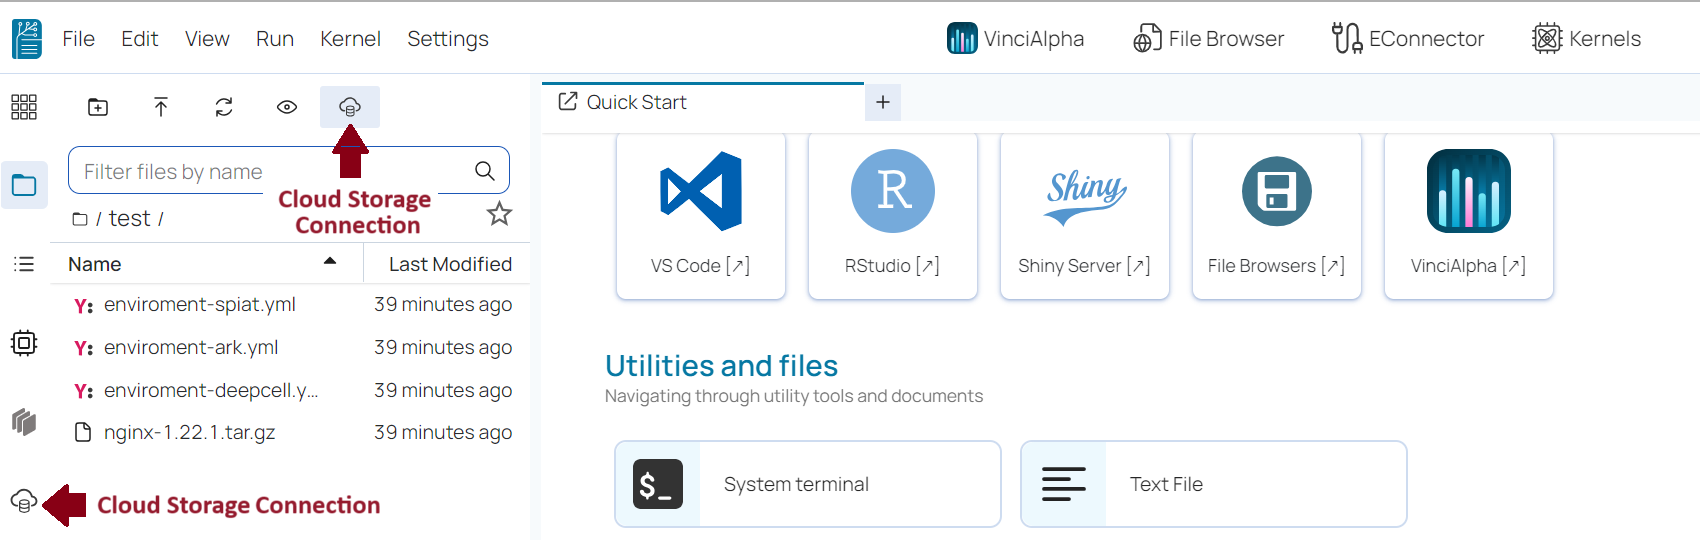 File Edit View Run Kernel Settings
VinciAlpha File Browser EConnector Kernels
Quick Start +
Filter files by name
Cloud Storage
Connection
/ test /
Name Last Modified
Y: enviroment-spiat.yml 39 minutes ago
Y: enviroment-ark.yml 39 minutes ago
Y: enviroment-deepcell.y... 39 minutes ago
nginx-1.22.1.tar.gz 39 minutes ago
Cloud Storage Connection
R
Shiny
VS Code [↗] RStudio [↗] Shiny Server [↗] File Browsers [↗] VinciAlpha [↗]
Utilities and files
Navigating through utility tools and documents
$_ System terminal
Text File